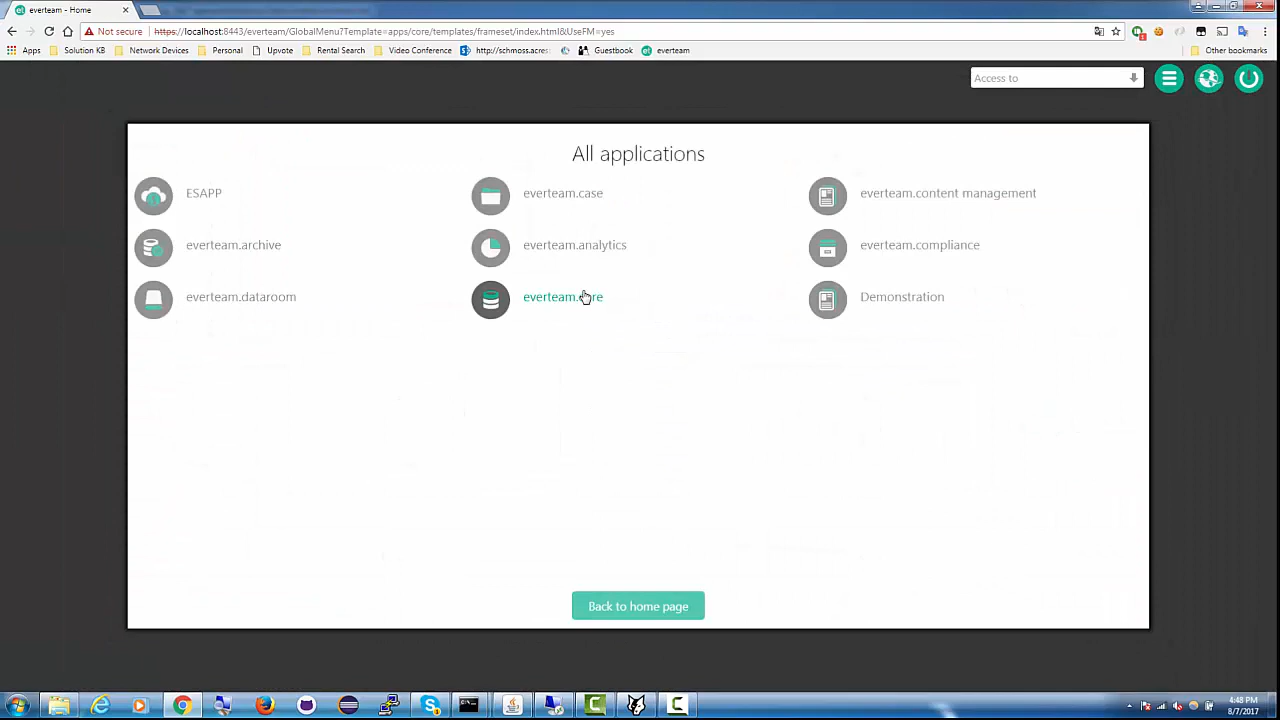 everteam - Home
Not secure
https://localhost:8443/everteam/GlobalMenu?Template=apps/core/templates/frameset/index.html&UseFM=yes
Apps
Solution KB
Network Devices
Personal
Upvote
Rental Search
Video Conference
http://schmoss.acres
Guestbook
everteam
Other bookmarks
Access to
All applications
ESAPP
everteam.case
everteam.content management
everteam.archive
everteam.analytics
everteam.compliance
everteam.dataroom
Demonstration
Back to home page
4:48 PM
8/7/2017